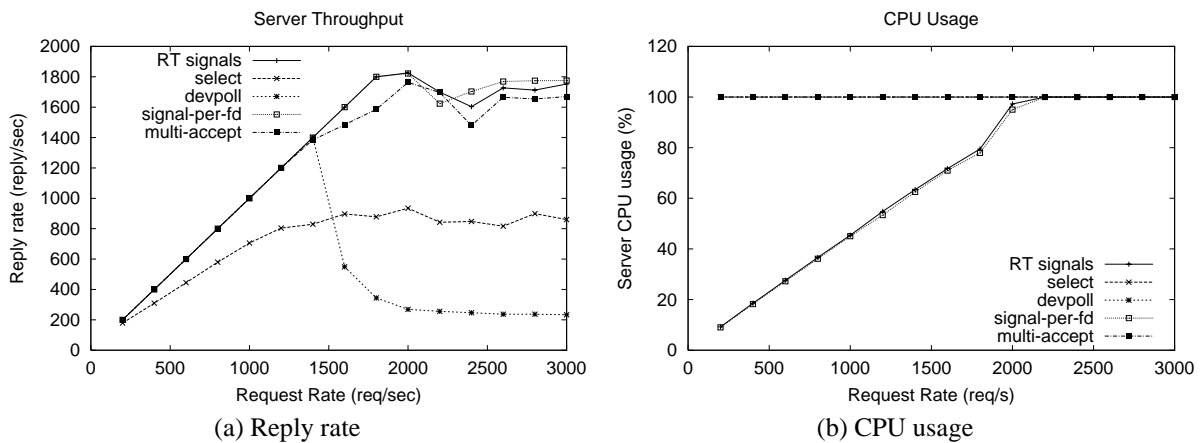 Server Throughput
2000
1800
1600
1400
1200
1000
800
600
400
200
0
Reply rate (reply/sec)
RT signals
select
devpoll
signal-per-fd
multi-accept
0 500 1000 1500 2000 2500 3000
Request Rate (req/sec)
(a) Reply rate
CPU Usage
120
100
80
60
40
20
0
Server CPU usage (%)
RT signals
select
devpoll
signal-per-fd
multi-accept
0 500 1000 1500 2000 2500 3000
Request Rate (req/s)
(b) CPU usage